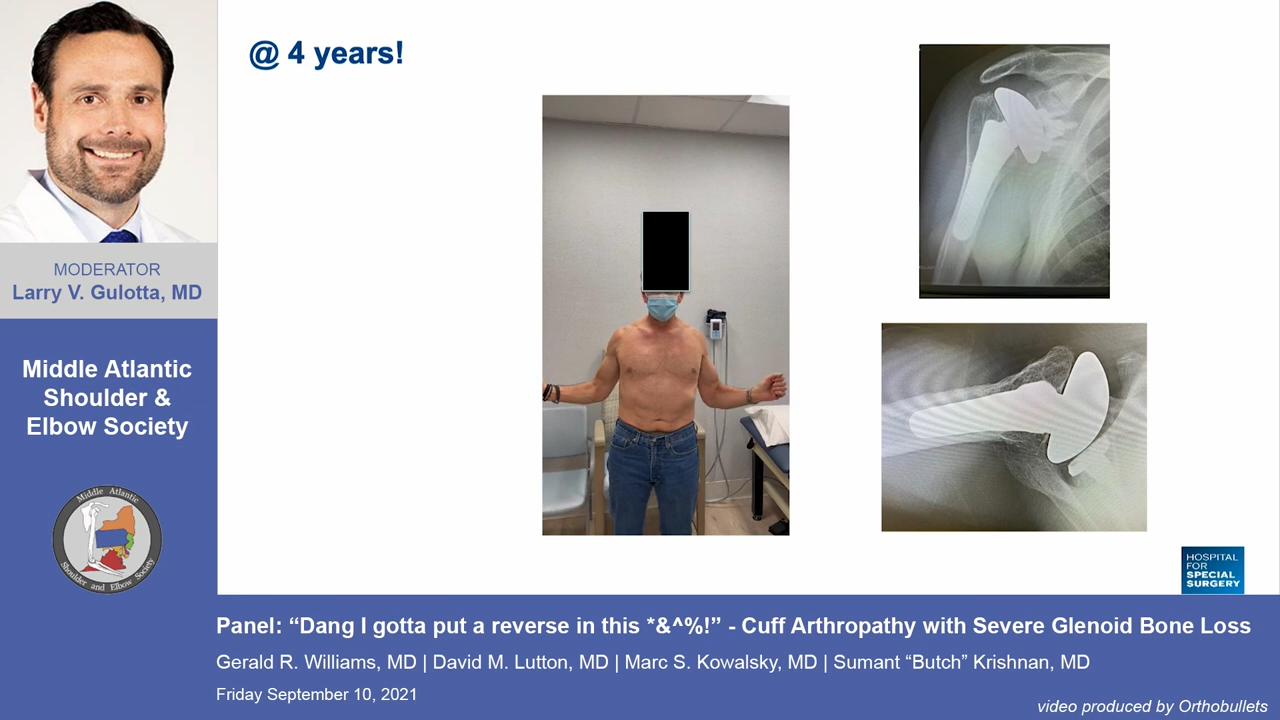 @ 4 years!
MODERATOR
Larry V. Gulotta, MD
Middle Atlantic
Shoulder &
Elbow Society
Middle Atlantic
Shoulder and Elbow Society
HOSPITAL
FOR
SPECIAL
SURGERY
Panel: “Dang I gotta put a reverse in this *&^%!” - Cuff Arthropathy with Severe Glenoid Bone Loss
Gerald R. Williams, MD | David M. Lutton, MD | Marc S. Kowalsky, MD | Sumant “Butch” Krishnan, MD
Friday September 10, 2021
video produced by Orthobullets